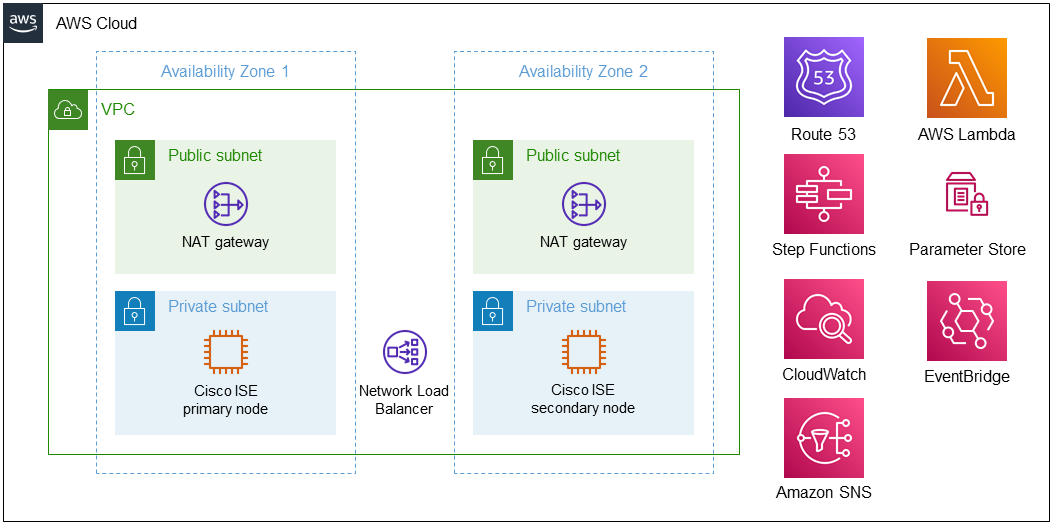 aws
AWS Cloud
Availability Zone 1
Availability Zone 2
VPC
Public subnet
NAT gateway
Public subnet
NAT gateway
Private subnet
Cisco ISE
primary node
Network Load
Balancer
Private subnet
Cisco ISE
secondary node
53
Route 53
AWS Lambda
Step Functions
Parameter Store
CloudWatch
EventBridge
Amazon SNS